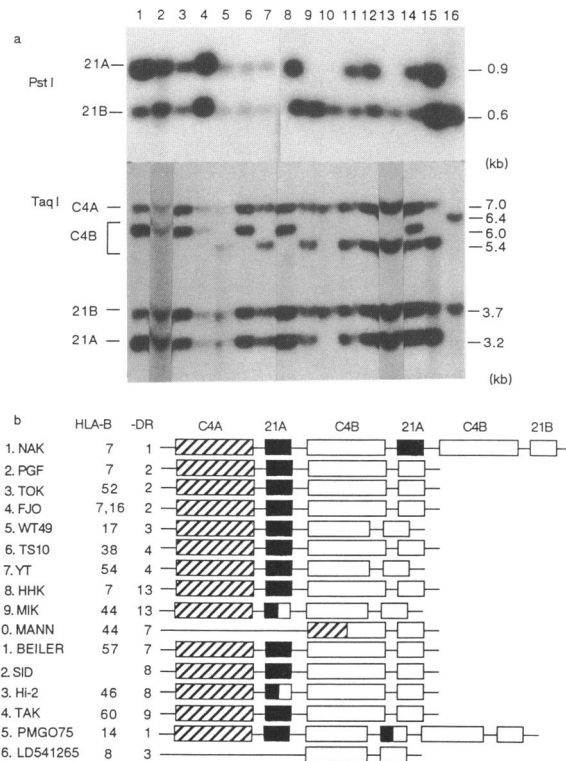 1 2 3 4 5 6 7 8 9 10 11 12 13 14 15 16
a
Pst I
21A
0.9
21B
0.6
(kb)
Taq I
C4A
7.0
6.4
C4B
6.0
5.4
21B
3.7
21A
3.2
(kb)
b HLA-B -DR C4A 21A C4B 21A C4B 21B
1. NAK 7 1
2. PGF 7 2
3. TOK 52 2
4. FJO 7,16 2
5. WT49 17 3
6. TS10 38 4
7. YT 54 4
8. HHK 7 13
9. MIK 44 13
0. MANN 44 7
1. BEILER 57 7
2. SID 8
3. Hi-2 46 8
4. TAK 60 9
5. PMGO75 14 1
6. LD541265 8 3